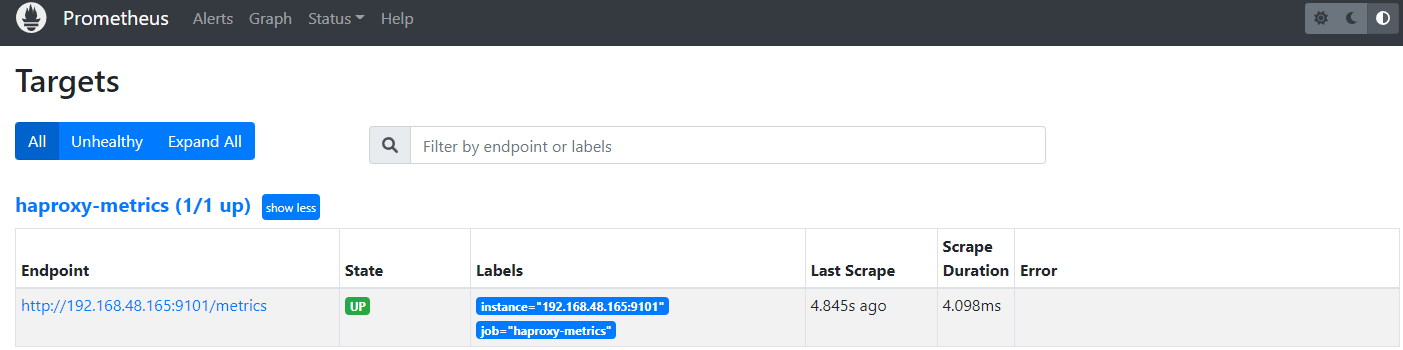 Prometheus Alerts Graph Status Help
Targets
All Unhealthy Expand All
Filter by endpoint or labels
haproxy-metrics (1/1 up) show less
Endpoint State Labels Last Scrape Scrape Duration Error
http://192.168.48.165:9101/metrics UP instance="192.168.48.165:9101" 4.845s ago 4.098ms
job="haproxy-metrics"